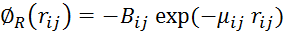 ∅_R(r_ij) = −B_ij exp(−μ_ij r_ij)